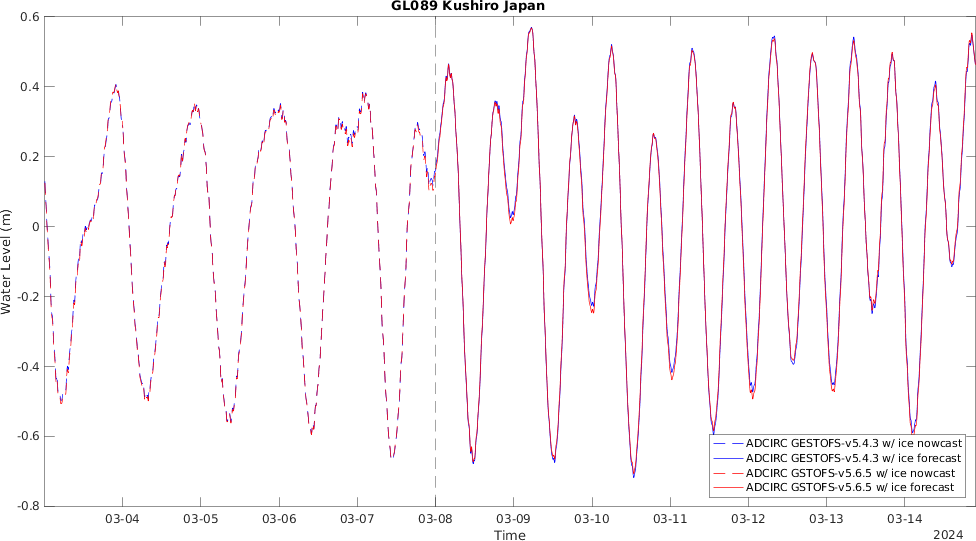 GL089 Kushiro Japan
0.6
0.4
0.2
0
-0.2
-0.4
-0.6
-0.8
Water Level (m)
ADCIRC GESTOFS-v5.4.3 w/ ice nowcast
ADCIRC GESTOFS-v5.4.3 w/ ice forecast
ADCIRC GSTOFS-v5.6.5 w/ ice nowcast
ADCIRC GSTOFS-v5.6.5 w/ ice forecast
03-04 03-05 03-06 03-07 03-08 03-09 03-10 03-11 03-12 03-13 03-14
Time
2024